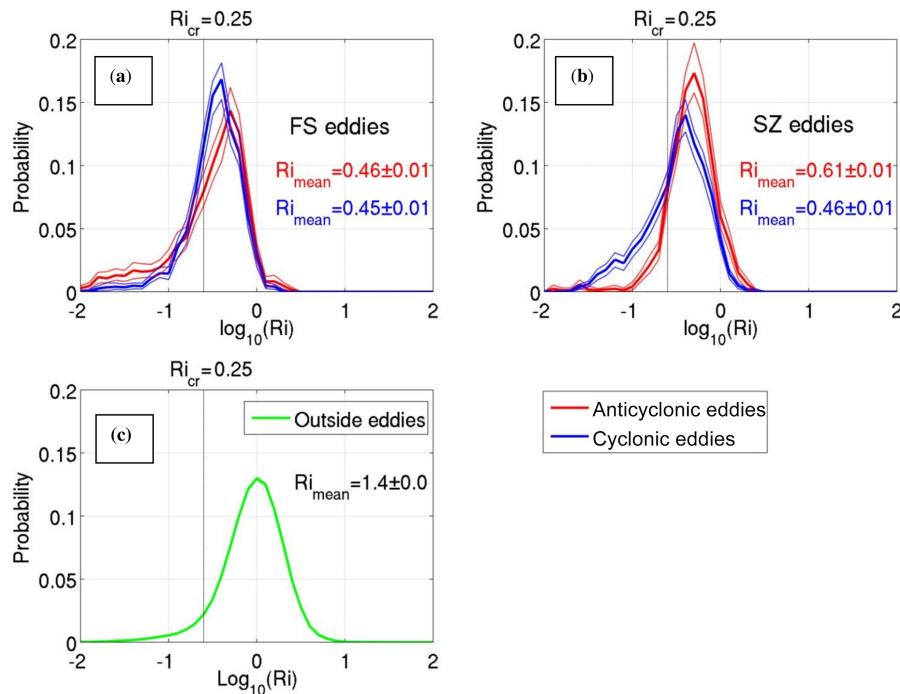 Ri_cr=0.25
Ri_cr=0.25
0.2
0.15
0.1
0.05
0
Probability
(a)
FS eddies
Ri_mean=0.46±0.01
Ri_mean=0.45±0.01
-2 -1 0 1 2
log_10(Ri)
0.2
0.15
0.1
0.05
0
Probability
(b)
SZ eddies
Ri_mean=0.61±0.01
Ri_mean=0.46±0.01
-2 -1 0 1 2
log_10(Ri)
Ri_cr=0.25
0.2
0.15
0.1
0.05
0
Probability
(c)
Outside eddies
Ri_mean=1.4±0.0
-2 -1 0 1 2
Log_10(Ri)
Anticyclonic eddies
Cyclonic eddies